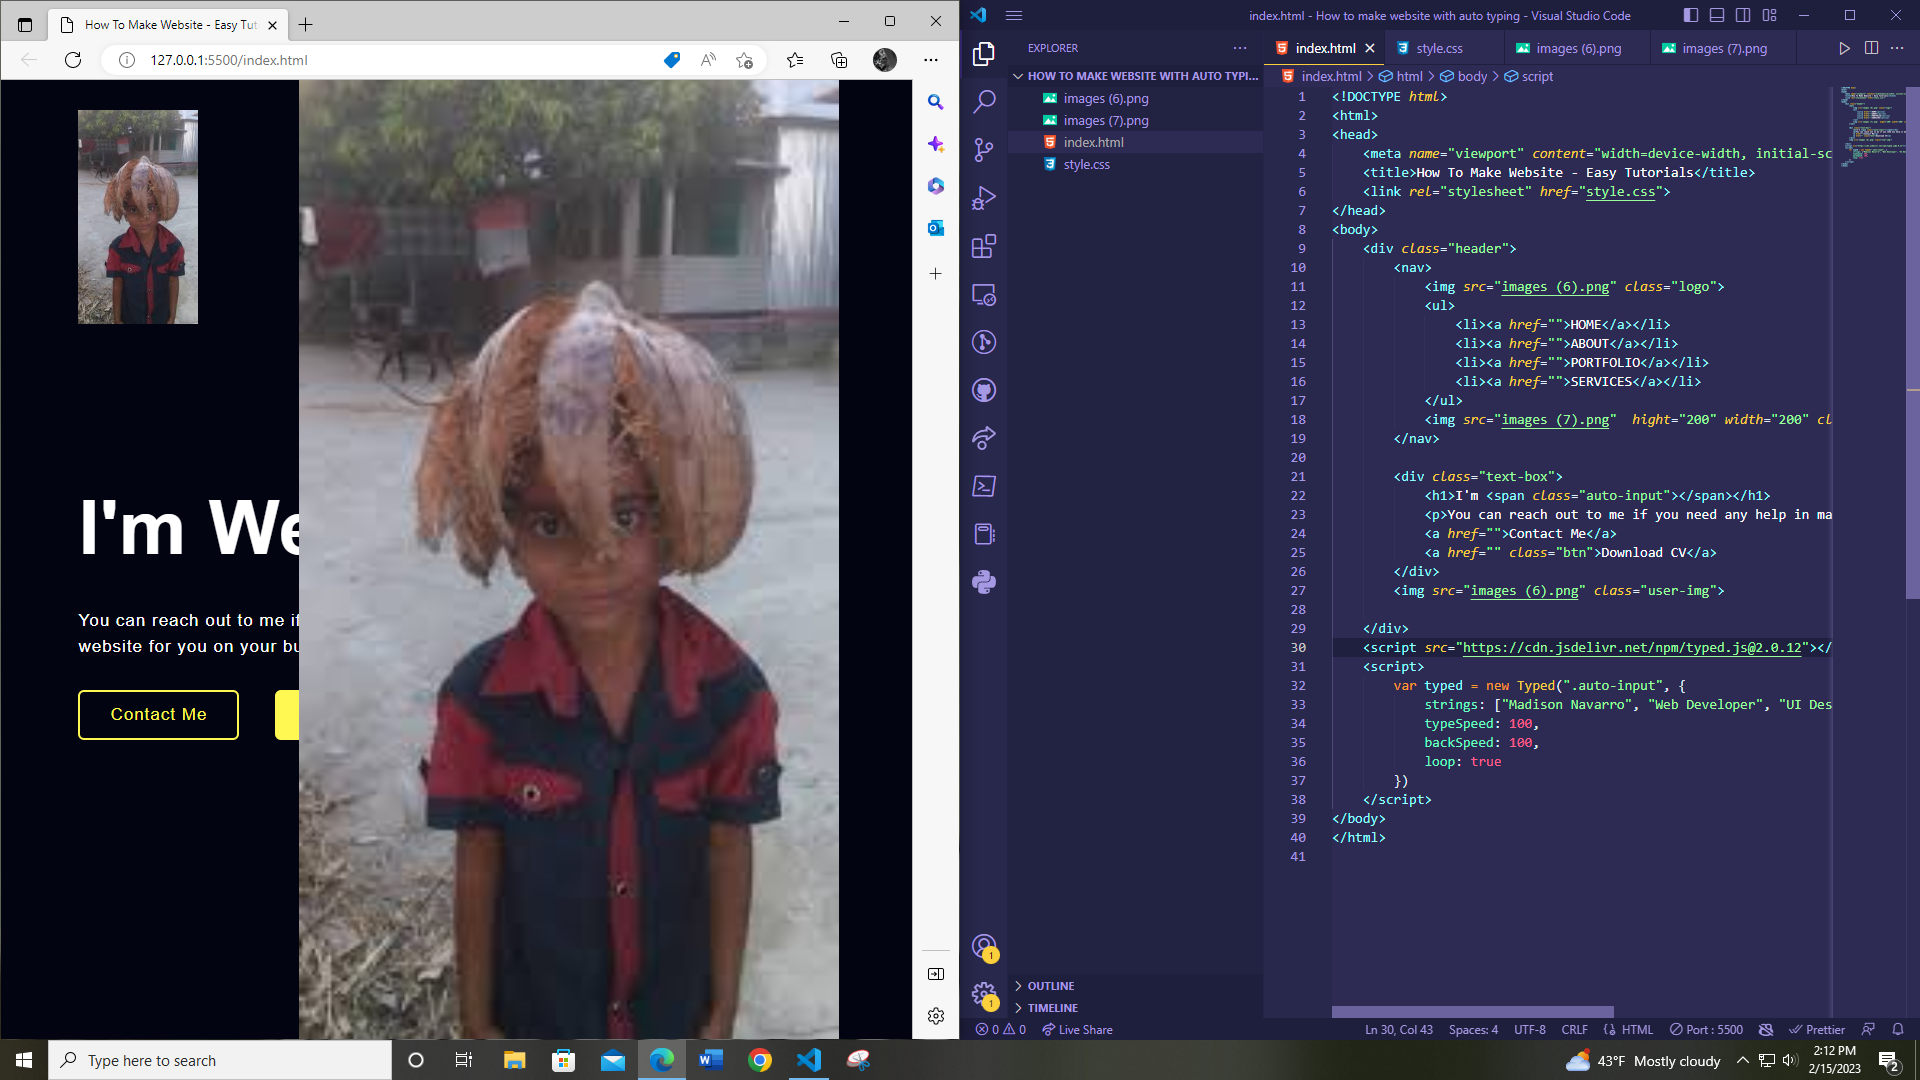 How To Make Website - Easy Tut
127.0.0.1:5500/index.html
I'm We
You can reach out to me if
website for you on your bu
Contact Me
index.html - How to make website with auto typing - Visual Studio Code
EXPLORER
HOW TO MAKE WEBSITE WITH AUTO TYPI...
images (6).png
images (7).png
index.html
style.css
OUTLINE
TIMELINE
index.html
style.css
images (6).png
images (7).png
index.html > html > body > script
1 <!DOCTYPE html>
2 <html>
3 <head>
4 <meta name="viewport" content="width=device-width, initial-sc
5 <title>How To Make Website - Easy Tutorials</title>
6 <link rel="stylesheet" href="style.css">
7 </head>
8 <body>
9 <div class="header">
10 <nav>
11 <img src="images (6).png" class="logo">
12 <ul>
13 <li><a href="">HOME</a></li>
14 <li><a href="">ABOUT</a></li>
15 <li><a href="">PORTFOLIO</a></li>
16 <li><a href="">SERVICES</a></li>
17 </ul>
18 <img src="images (7).png"  hight="200" width="200" cl
19 </nav>
20
21 <div class="text-box">
22 <h1>I'm <span class="auto-input"></span></h1>
23 <p>You can reach out to me if you need any help in ma
24 <a href="">Contact Me</a>
25 <a href="" class="btn">Download CV</a>
26 </div>
27 <img src="images (6).png" class="user-img">
28
29 </div>
30 <script src="https://cdn.jsdelivr.net/npm/typed.js@2.0.12"></
31 <script>
32 var typed = new Typed(".auto-input", {
33 strings: ["Madison Navarro", "Web Developer", "UI Des
34 typeSpeed: 100,
35 backSpeed: 100,
36 loop: true
37 })
38 </script>
39 </body>
40 </html>
41
1
1
0 0 Live Share
Ln 30, Col 43 Spaces: 4 UTF-8 CRLF {} HTML Port : 5500 Prettier
Type here to search
43°F Mostly cloudy
2:12 PM
2/15/2023
2